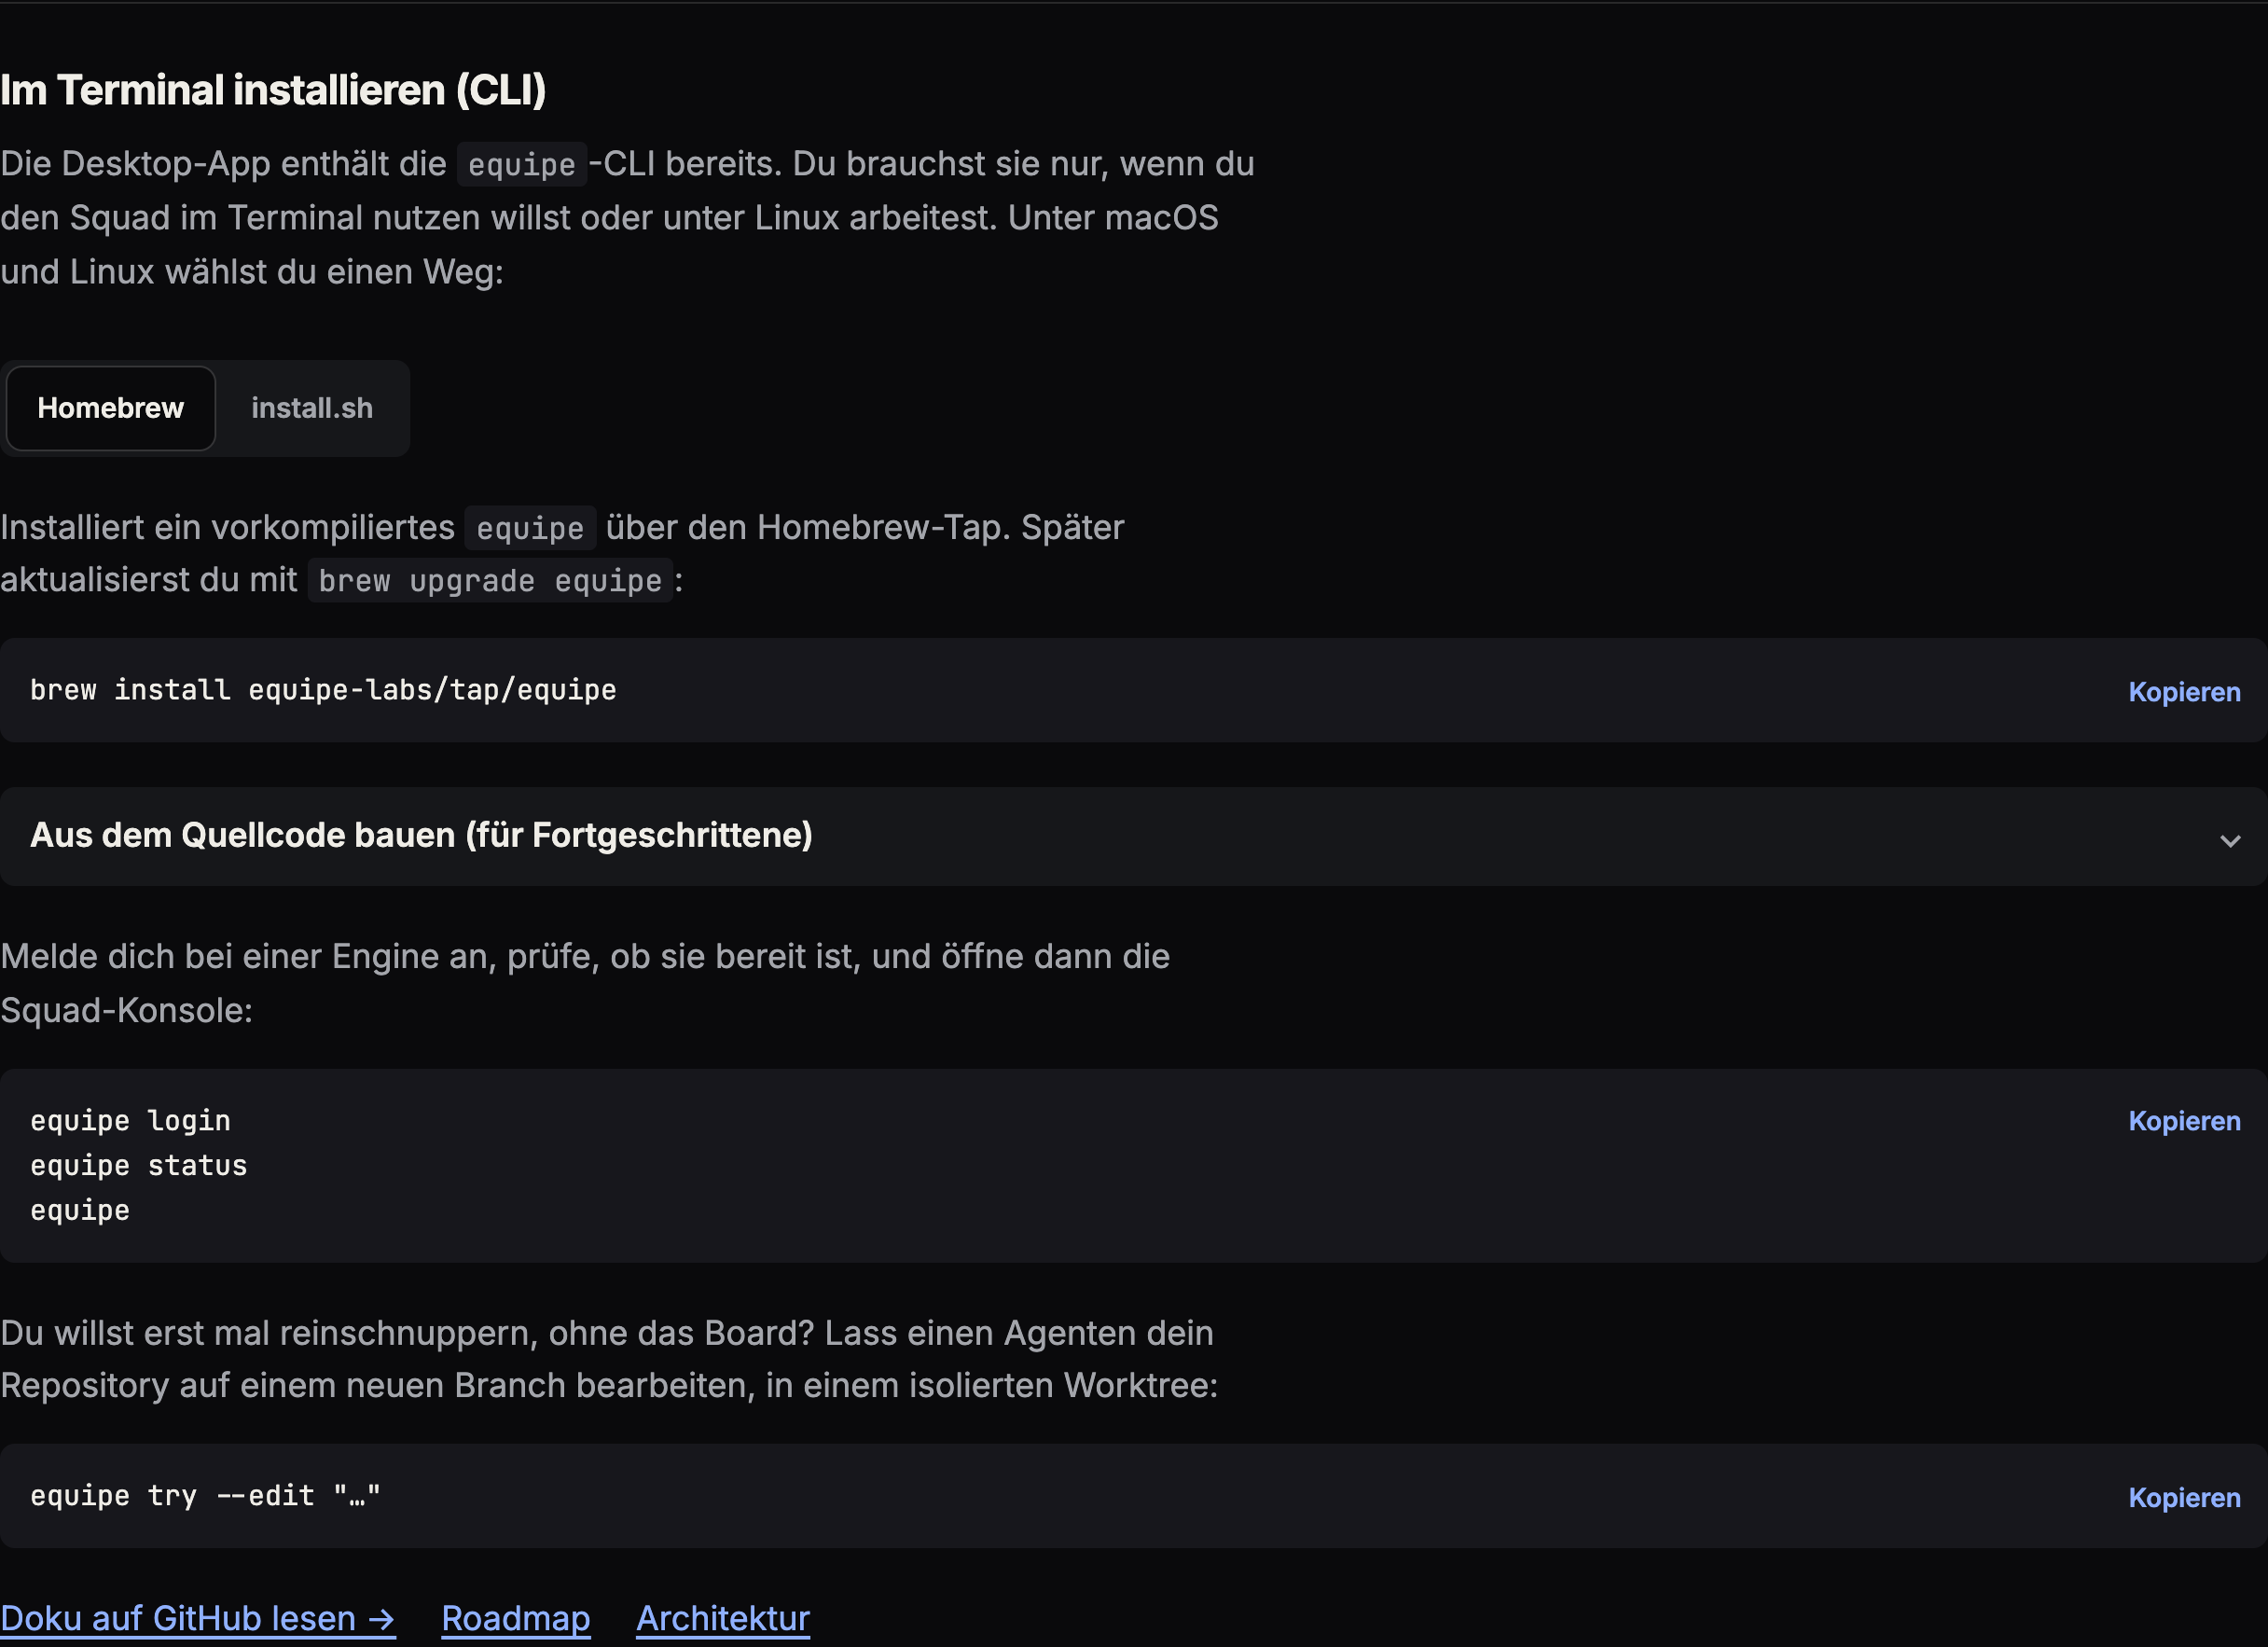 Im Terminal installieren (CLI)
Die Desktop-App enthält die equipe-CLI bereits. Du brauchst sie nur, wenn du
den Squad im Terminal nutzen willst oder unter Linux arbeitest. Unter macOS
und Linux wählst du einen Weg:
Homebrew install.sh
Installiert ein vorkompiliertes equipe über den Homebrew-Tap. Später
aktualisierst du mit brew upgrade equipe:
brew install equipe-labs/tap/equipe Kopieren
Aus dem Quellcode bauen (für Fortgeschrittene)
Melde dich bei einer Engine an, prüfe, ob sie bereit ist, und öffne dann die
Squad-Konsole:
equipe login Kopieren
equipe status
equipe
Du willst erst mal reinschnuppern, ohne das Board? Lass einen Agenten dein
Repository auf einem neuen Branch bearbeiten, in einem isolierten Worktree:
equipe try --edit "…" Kopieren
Doku auf GitHub lesen → Roadmap Architektur